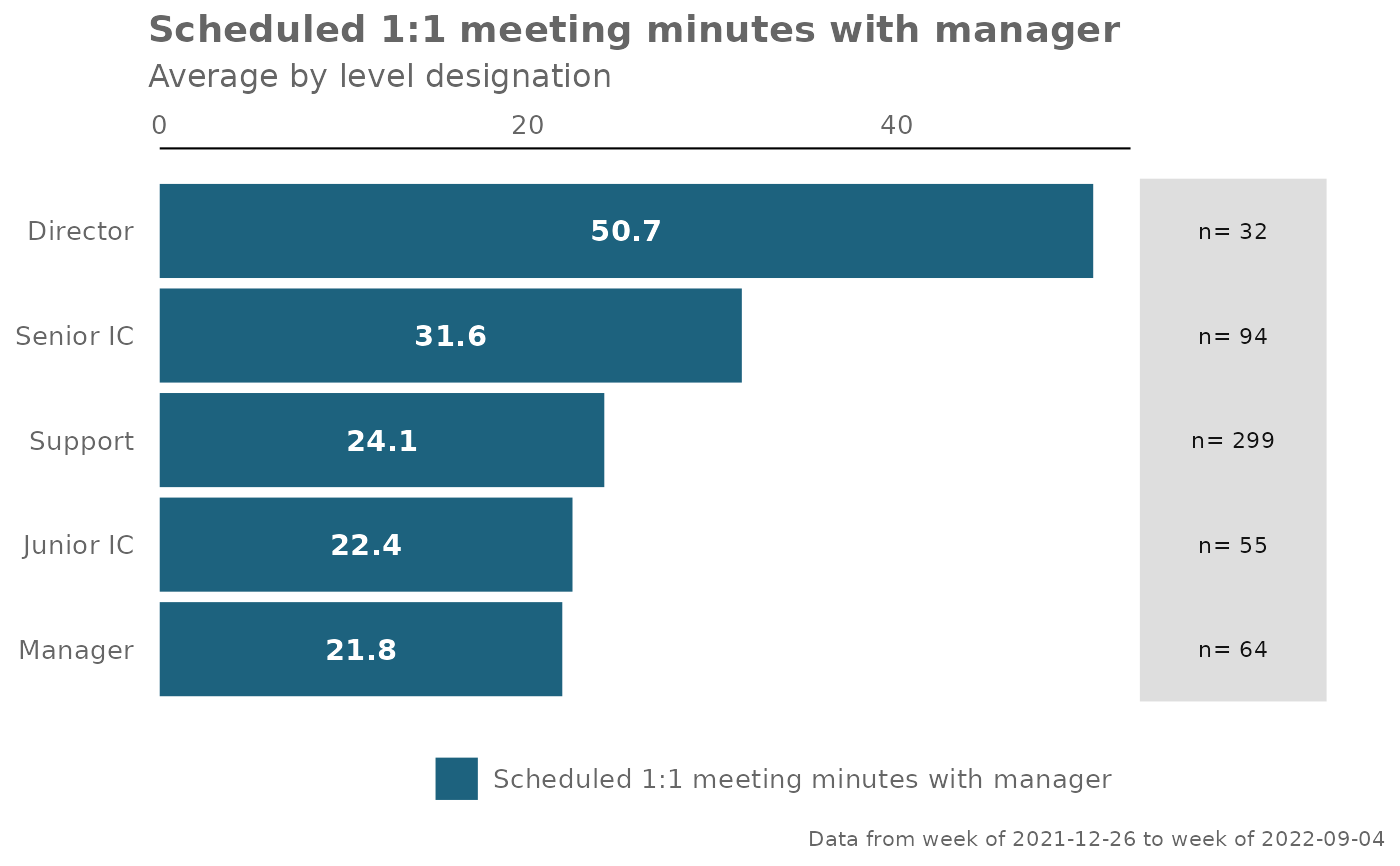 Scheduled 1:1 meeting minutes with manager
Average by level designation
0 20 40
Director 50.7 n= 32
Senior IC 31.6 n= 94
Support 24.1 n= 299
Junior IC 22.4 n= 55
Manager 21.8 n= 64
Scheduled 1:1 meeting minutes with manager
Data from week of 2021-12-26 to week of 2022-09-04